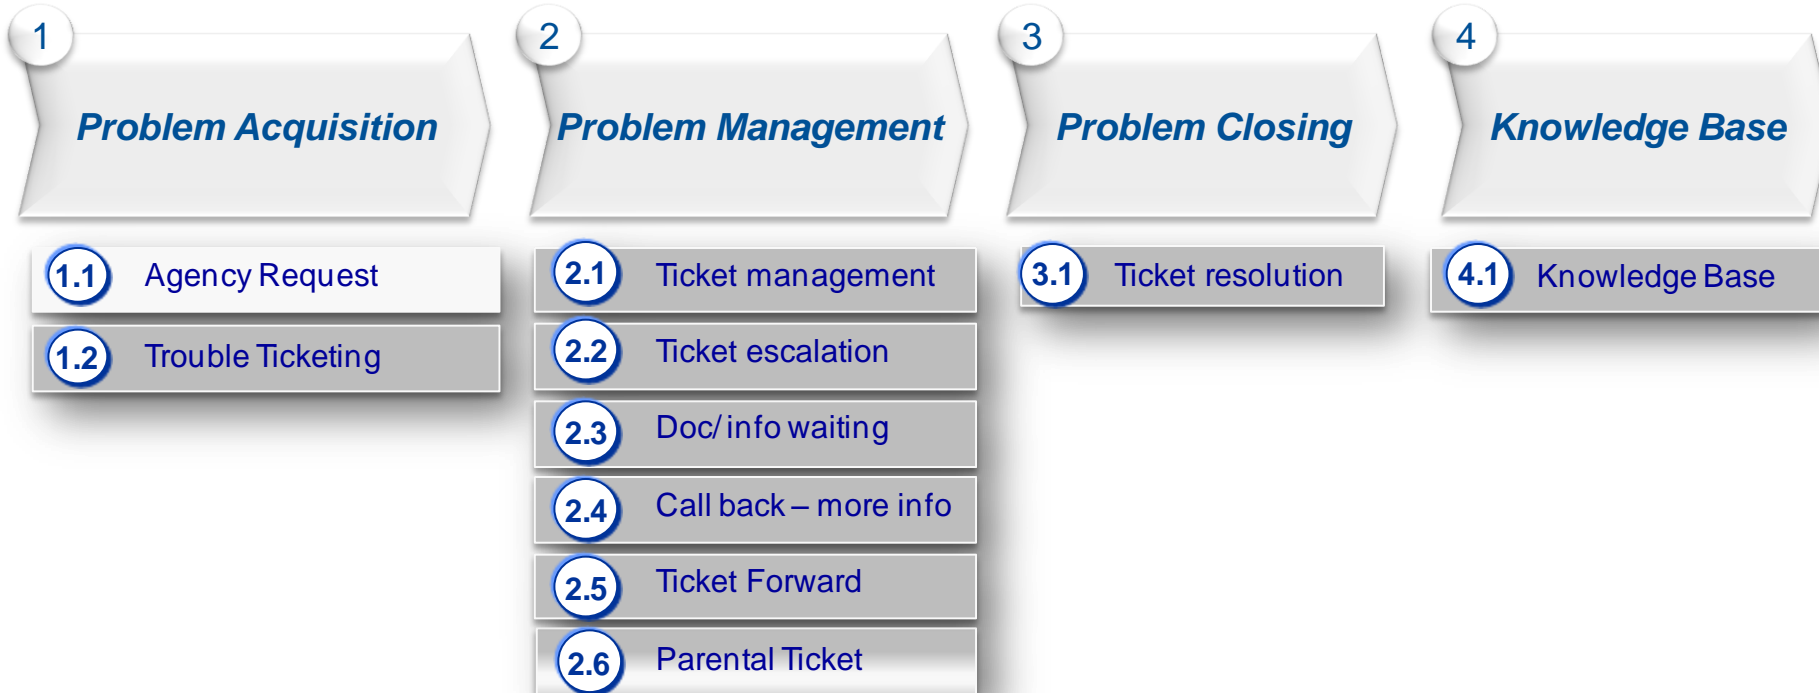 1
Problem Acquisition
1.1 Agency Request
1.2 Trouble Ticketing
2
Problem Management
2.1 Ticket management
2.2 Ticket escalation
2.3 Doc/ info waiting
2.4 Call back – more info
2.5 Ticket Forward
2.6 Parental Ticket
3
Problem Closing
3.1 Ticket resolution
4
Knowledge Base
4.1 Knowledge Base